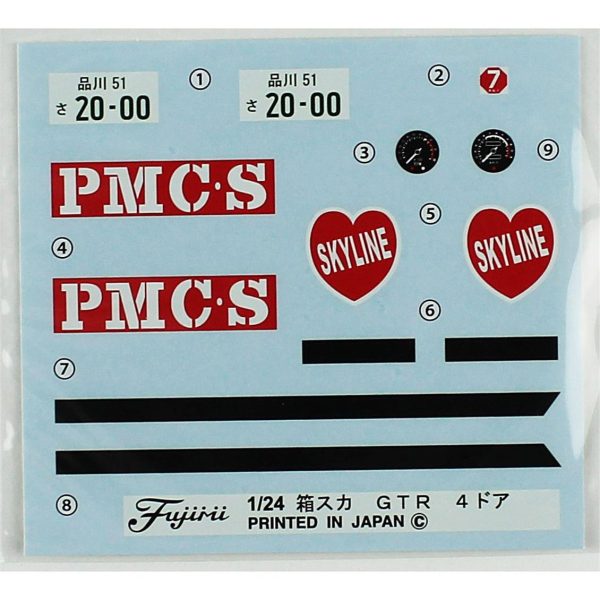 品川 51
さ 20-00
①
品川 51
さ 20-00
②
7
③
⑨
PMC·S
④
SKYLINE
⑤
SKYLINE
PMC·S
⑥
⑦
⑧
Fujimi 1/24 箱スカ GTR 4ドア
PRINTED IN JAPAN ©